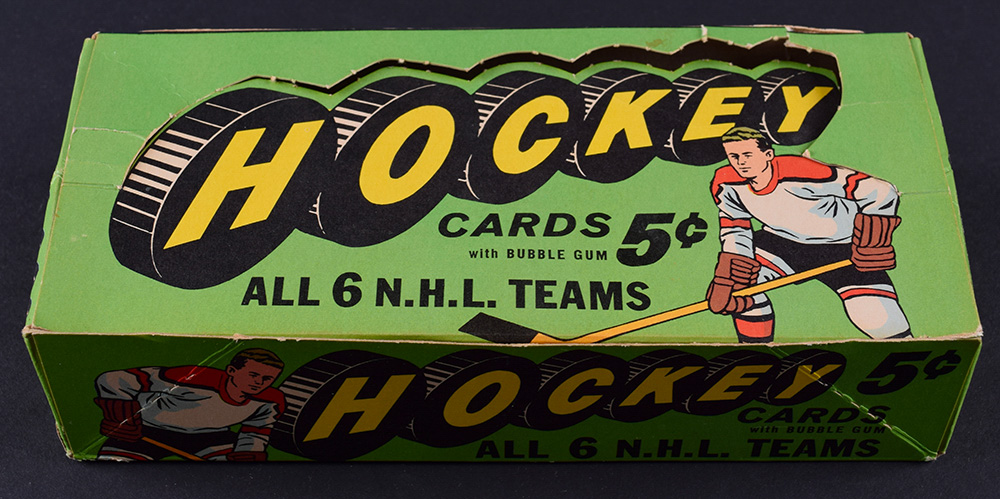 HOCKEY
CARDS 5¢
with BUBBLE GUM
ALL 6 N.H.L. TEAMS
HOCKEY 5¢
CARDS
with BUBBLE GUM
ALL 6 N.H.L. TEAMS